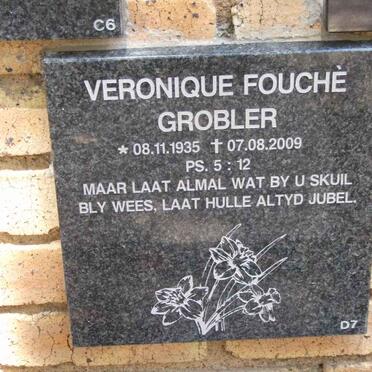 C6
VERONIQUE FOUCHÈ
GROBLER
* 08.11.1935 ✝ 07.08.2009
PS. 5 : 12
MAAR LAAT ALMAL WAT BY U SKUIL
BLY WEES, LAAT HULLE ALTYD JUBEL.
D7